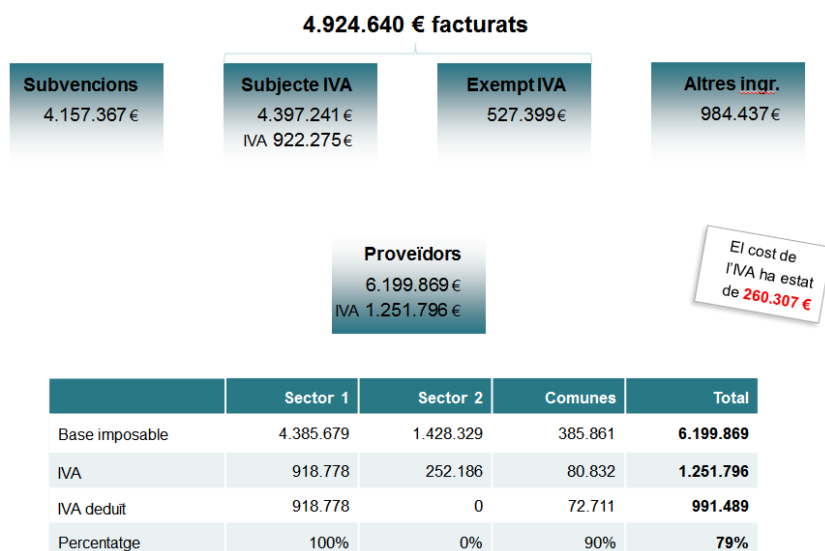 4.924.640 € facturats
Subvencions
4.157.367 €
Subjecte IVA
4.397.241 €
IVA 922.275 €
Exempt IVA
527.399 €
Altres ingr.
984.437 €
Proveïdors
6.199.869 €
IVA 1.251.796 €
El cost de
l'IVA ha estat
de 260.307 €
Sector 1 Sector 2 Comunes Total
Base imposable 4.385.679 1.428.329 385.861 6.199.869
IVA 918.778 252.186 80.832 1.251.796
IVA deduït 918.778 0 72.711 991.489
Percentatge 100% 0% 90% 79%